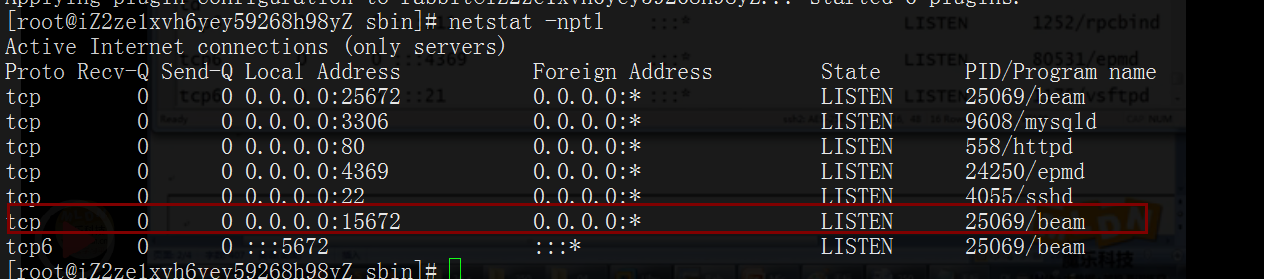 Applying plugin configuration to rabbit@iZ2ze1xvh6yey59268h98yZ... started 6 plugins.
[root@iZ2ze1xvh6yey59268h98yZ sbin]# netstat -nptl
Active Internet connections (only servers)
Proto Recv-Q Send-Q Local Address Foreign Address State PID/Program name
tcp 0 0 0.0.0.0:25672 0.0.0.0:* LISTEN 25069/beam
tcp 0 0 0.0.0.0:3306 0.0.0.0:* LISTEN 9608/mysqld
tcp 0 0 0.0.0.0:80 0.0.0.0:* LISTEN 558/httpd
tcp 0 0 0.0.0.0:4369 0.0.0.0:* LISTEN 24250/epmd
tcp 0 0 0.0.0.0:22 0.0.0.0:* LISTEN 4055/sshd
tcp 0 0 0.0.0.0:15672 0.0.0.0:* LISTEN 25069/beam
tcp6 0 0 :::5672 :::* LISTEN 25069/beam
[root@iZ2ze1xvh6yey59268h98yZ sbin]#